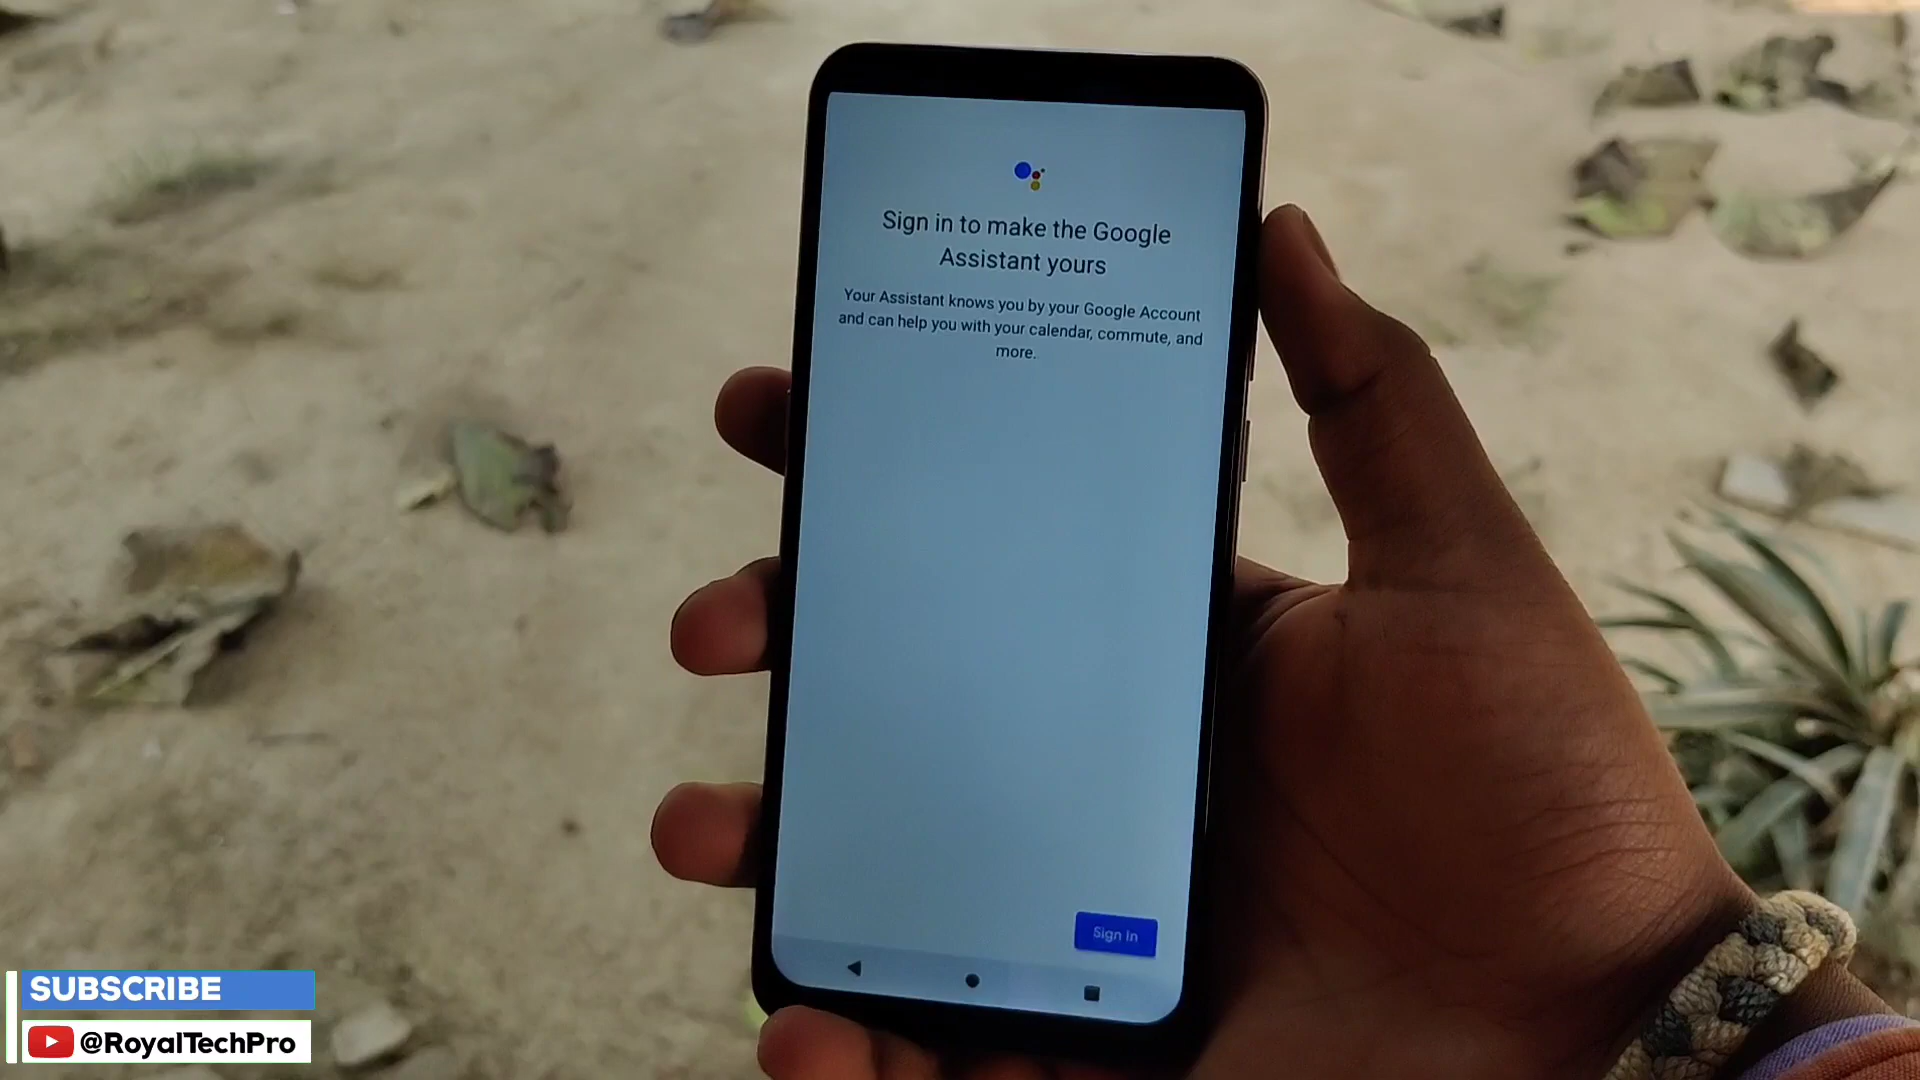 Sign in to make the Google
Assistant yours
Your Assistant knows you by your Google Account
and can help you with your calendar, commute, and
more.
Sign In
SUBSCRIBE
@RoyalTechPro